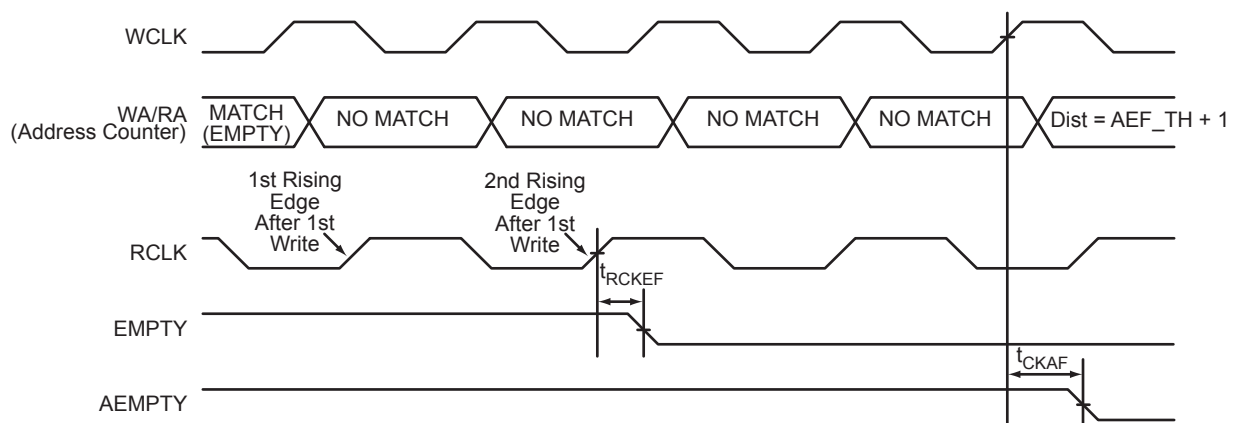 WCLK
WA/RA
(Address Counter)
MATCH
(EMPTY)
NO MATCH
NO MATCH
NO MATCH
NO MATCH
Dist = AEF_TH + 1
1st Rising
Edge
After 1st
Write
2nd Rising
Edge
After 1st
Write
RCLK
tRCKEF
EMPTY
tCKAF
AEMPTY